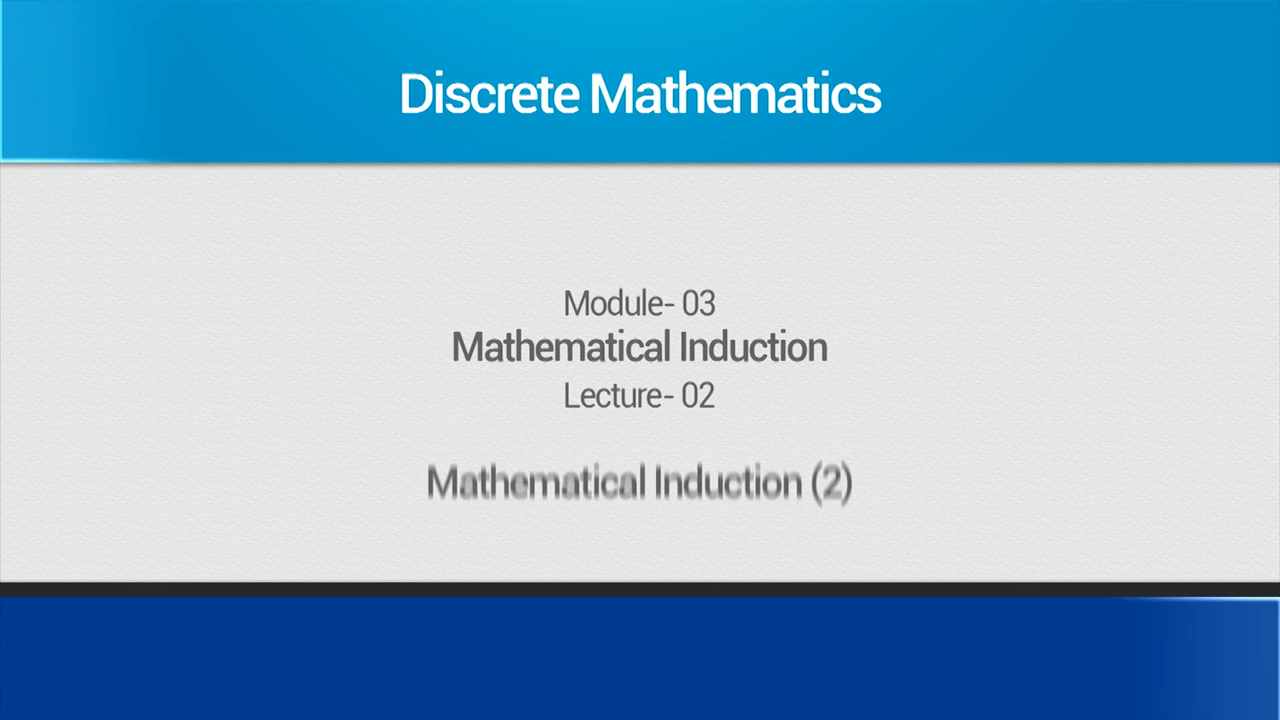 Discrete Mathematics
Module- 03
Mathematical Induction
Lecture- 02
Mathematical Induction (2)